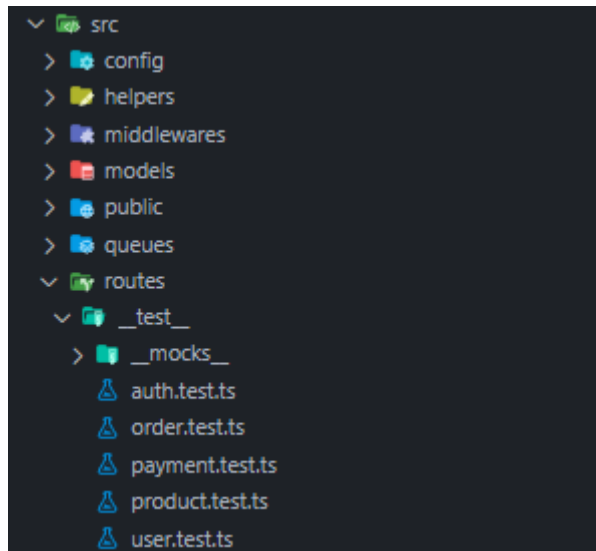 src
config
helpers
middlewares
models
public
queues
routes
__test__
__mocks__
auth.test.ts
order.test.ts
payment.test.ts
product.test.ts
user.test.ts